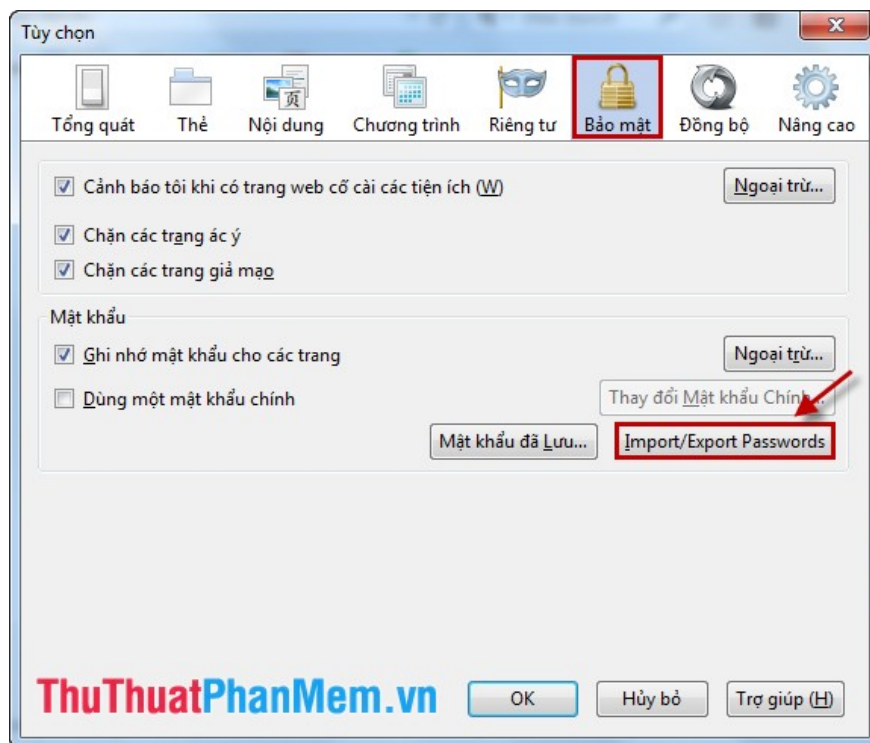 Tùy chọn
Tổng quát Thẻ Nội dung Chương trình Riêng tư Bảo mật Đồng bộ Nâng cao
Cảnh báo tôi khi có trang web cố cài các tiện ích (W) Ngoại trừ...
Chặn các trang ác ý
Chặn các trang giả mạo
Mật khẩu
Ghi nhớ mật khẩu cho các trang Ngoại trừ...
Dùng một mật khẩu chính Thay đổi Mật khẩu Chính...
Mật khẩu đã Lưu... Import/Export Passwords
ThuThuatPhanMem.vn OK Hủy bỏ Trợ giúp (H)